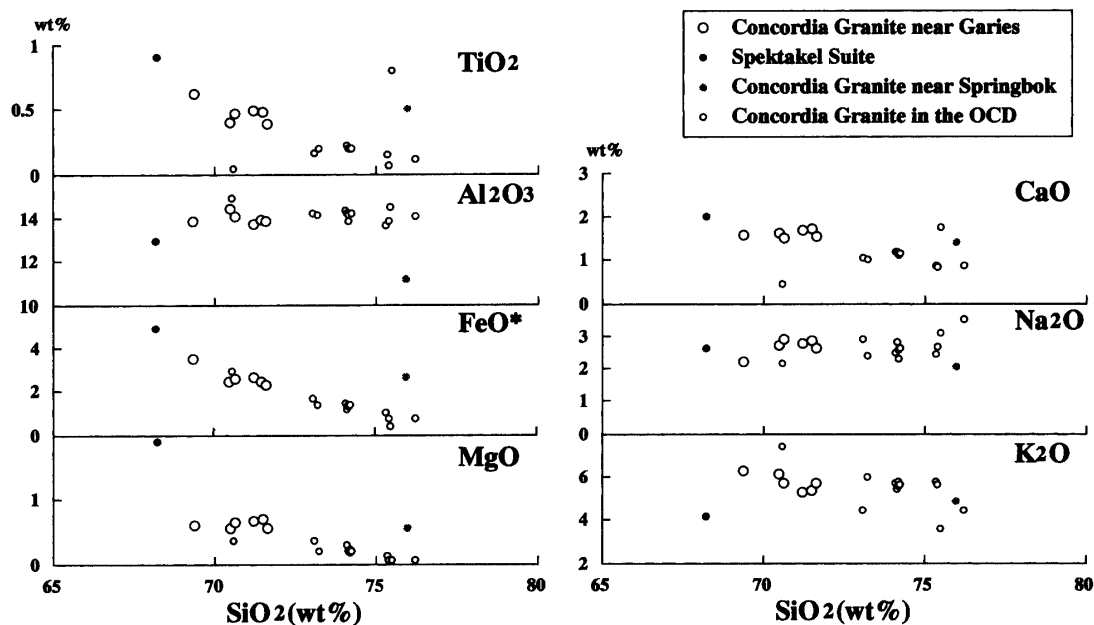 wt%
1
TiO2
0.5
Al2O3
14
12
10
FeO*
4
2
0
MgO
1
0
65
70
75
80
SiO2(wt%)
Concordia Granite near Garies
Spektakel Suite
Concordia Granite near Springbok
Concordia Granite in the OCD
wt%
3
CaO
2
1
0
Na2O
3
2
1
0
K2O
6
4
2
65
70
75
80
SiO2(wt%)